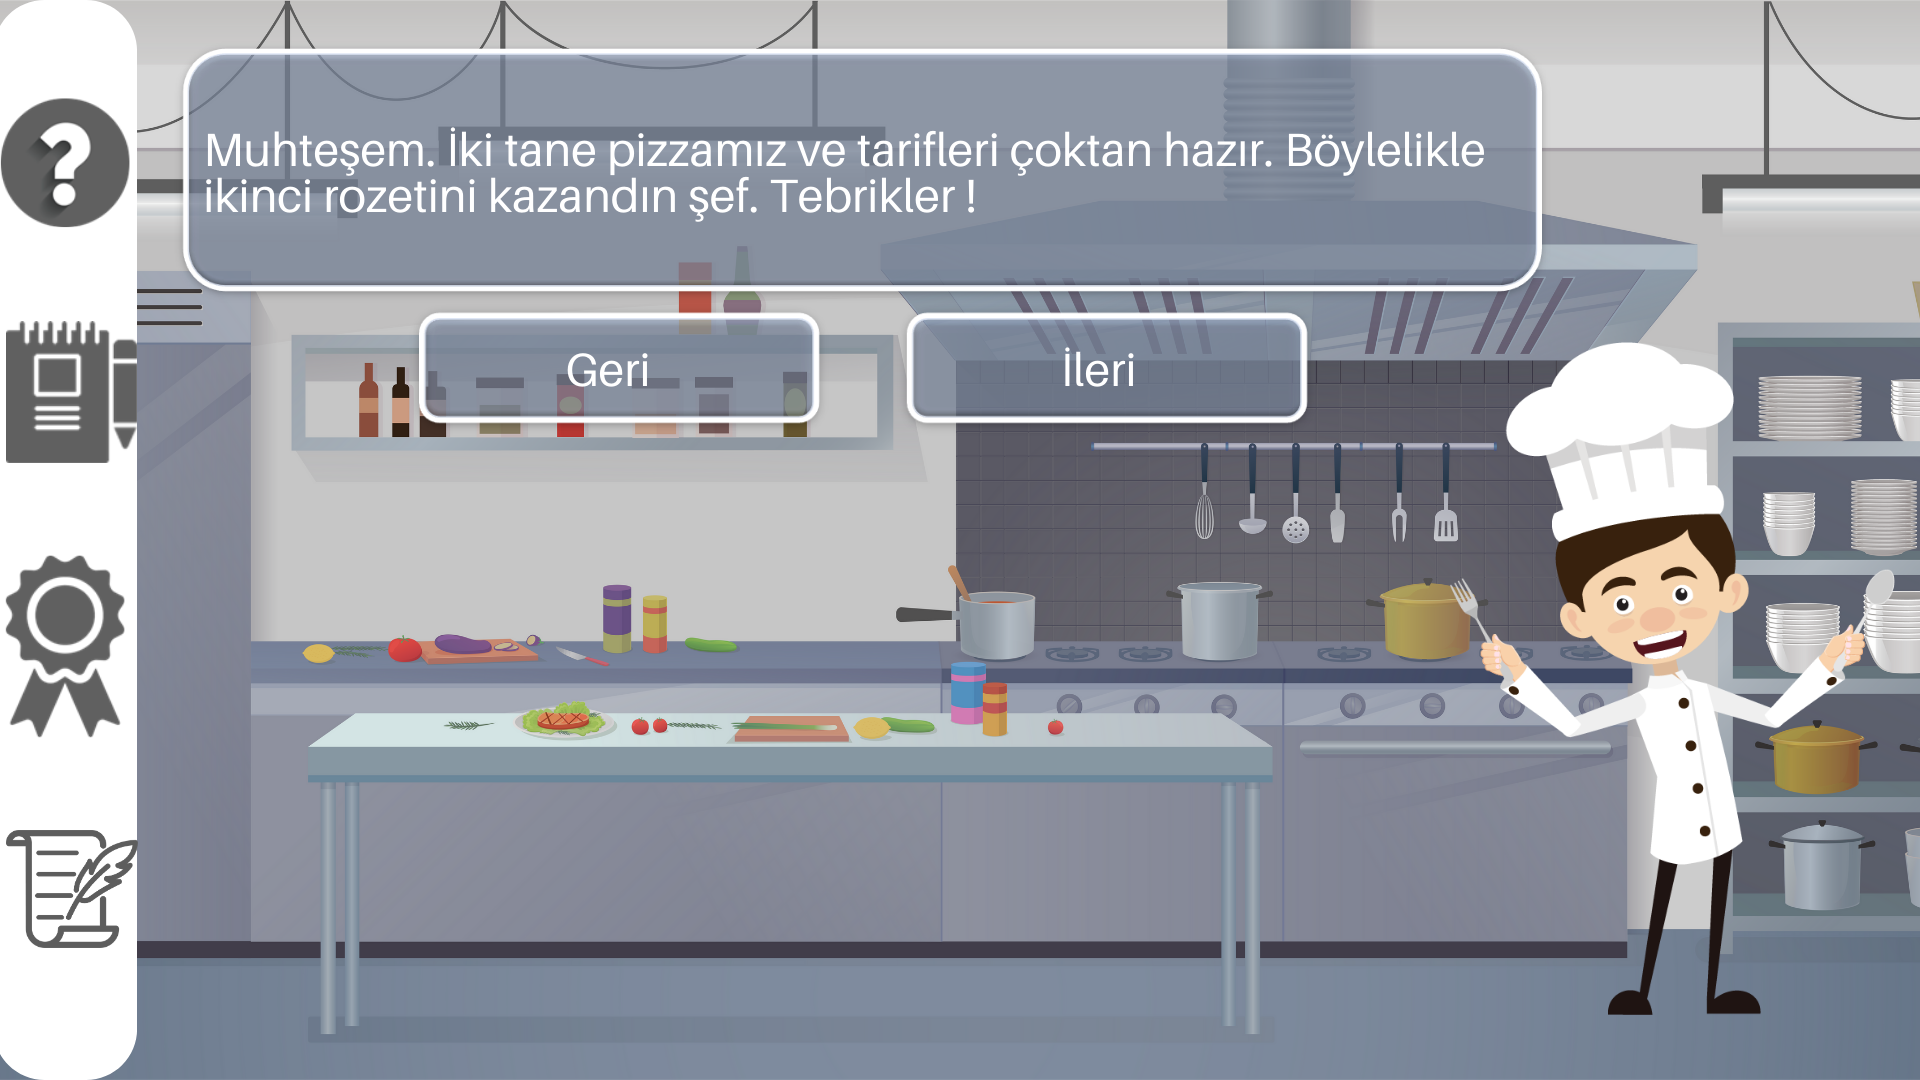 Muhteşem. İki tane pizzamız ve tarifleri çoktan hazır. Böylelikle
ikinci rozetini kazandın şef. Tebrikler !
Geri
İleri